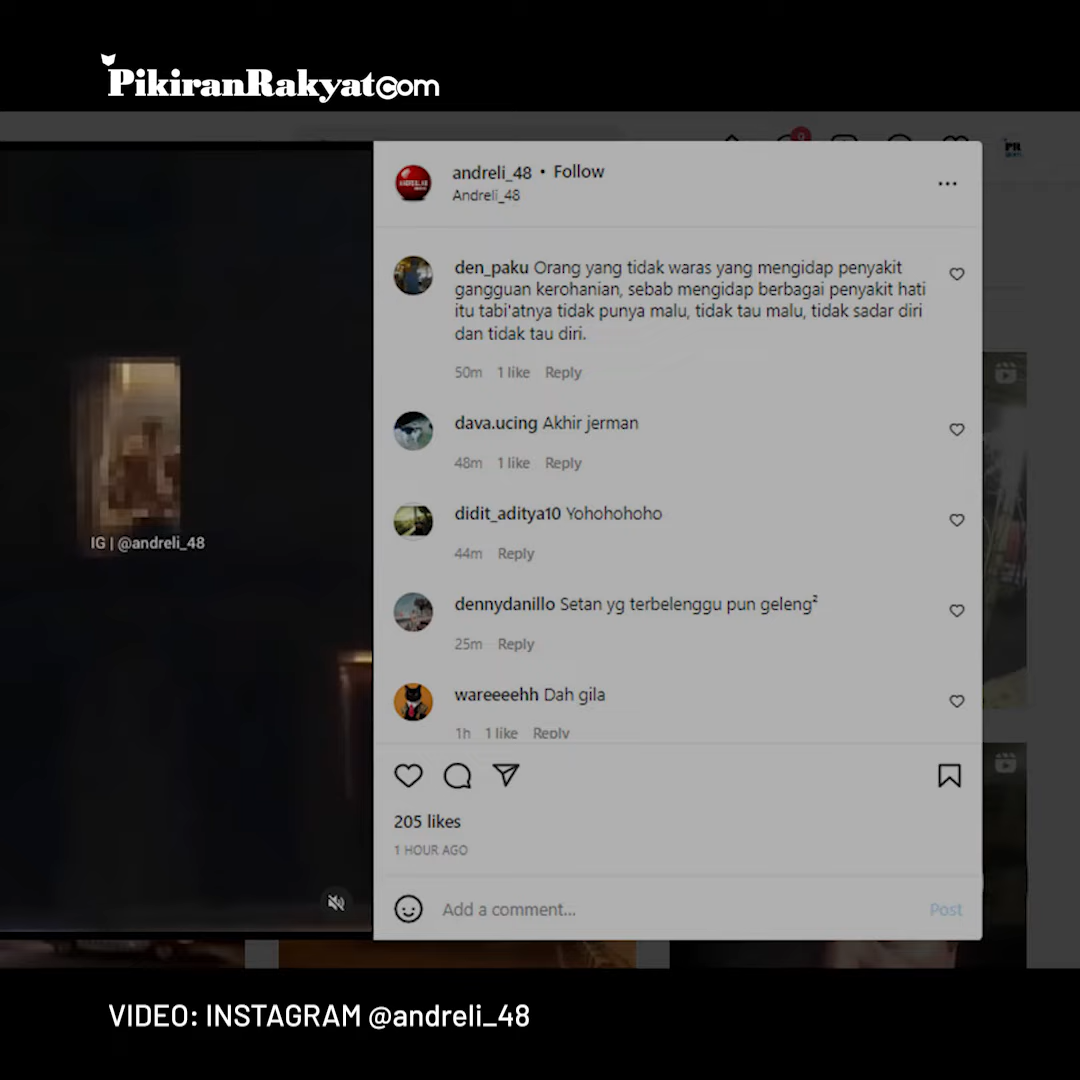 PikiranRakyat.com
9
PR
andreli_48 • Follow
Andreli_48
ANDRELI_48
den_paku Orang yang tidak waras yang mengidap penyakit
gangguan kerohanian, sebab mengidap berbagai penyakit hati
itu tabi'atnya tidak punya malu, tidak tau malu, tidak sadar diri
dan tidak tau diri.
50m 1 like Reply
dava.ucing Akhir jerman
48m 1 like Reply
didit_aditya10 Yohohohoho
44m Reply
IG | @andreli_48
dennydanillo Setan yg terbelenggu pun geleng²
25m Reply
wareeeehh Dah gila
1h 1 like Reply
205 likes
1 HOUR AGO
Add a comment...
Post
VIDEO: INSTAGRAM @andreli_48